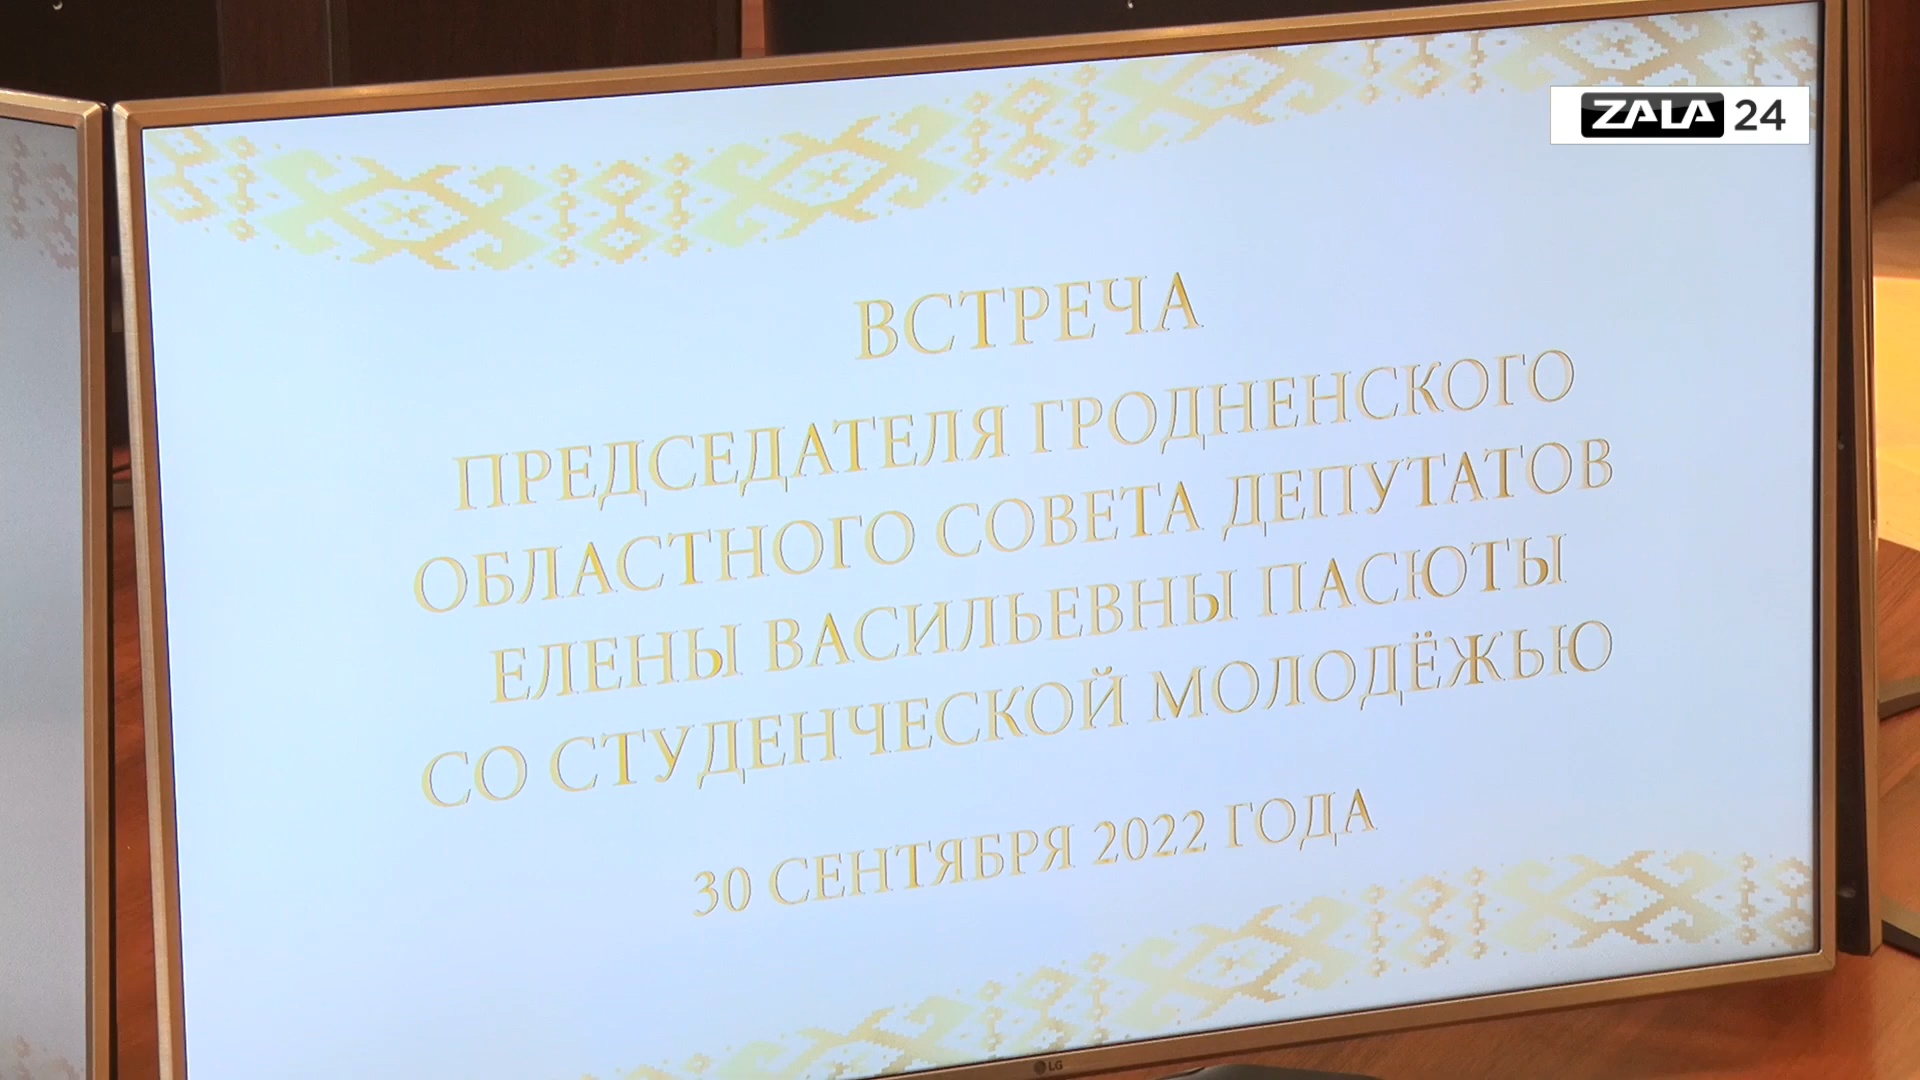 ZALA 24
ВСТРЕЧА
ПРЕДСЕДАТЕЛЯ ГРОДНЕНСКОГО
ОБЛАСТНОГО СОВЕТА ДЕПУТАТОВ
ЕЛЕНЫ ВАСИЛЬЕВНЫ ПАСЮТЫ
СО СТУДЕНЧЕСКОЙ МОЛОДЁЖЬЮ
30 СЕНТЯБРЯ 2022 ГОДА
LG